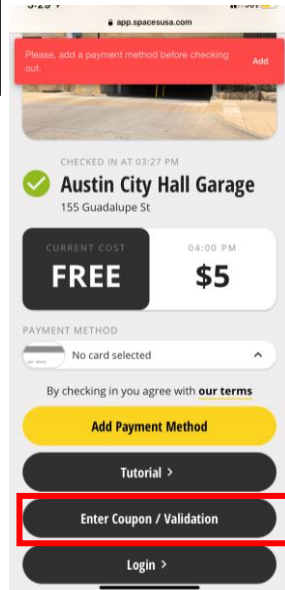 app.spacesusa.com
Please, add a payment method before checking
out.
Add
CHECKED IN AT 03:27 PM
Austin City Hall Garage
155 Guadalupe St
CURRENT COST
FREE
04:00 PM
$5
PAYMENT METHOD
No card selected
By checking in you agree with our terms
Add Payment Method
Tutorial >
Enter Coupon / Validation
Login >